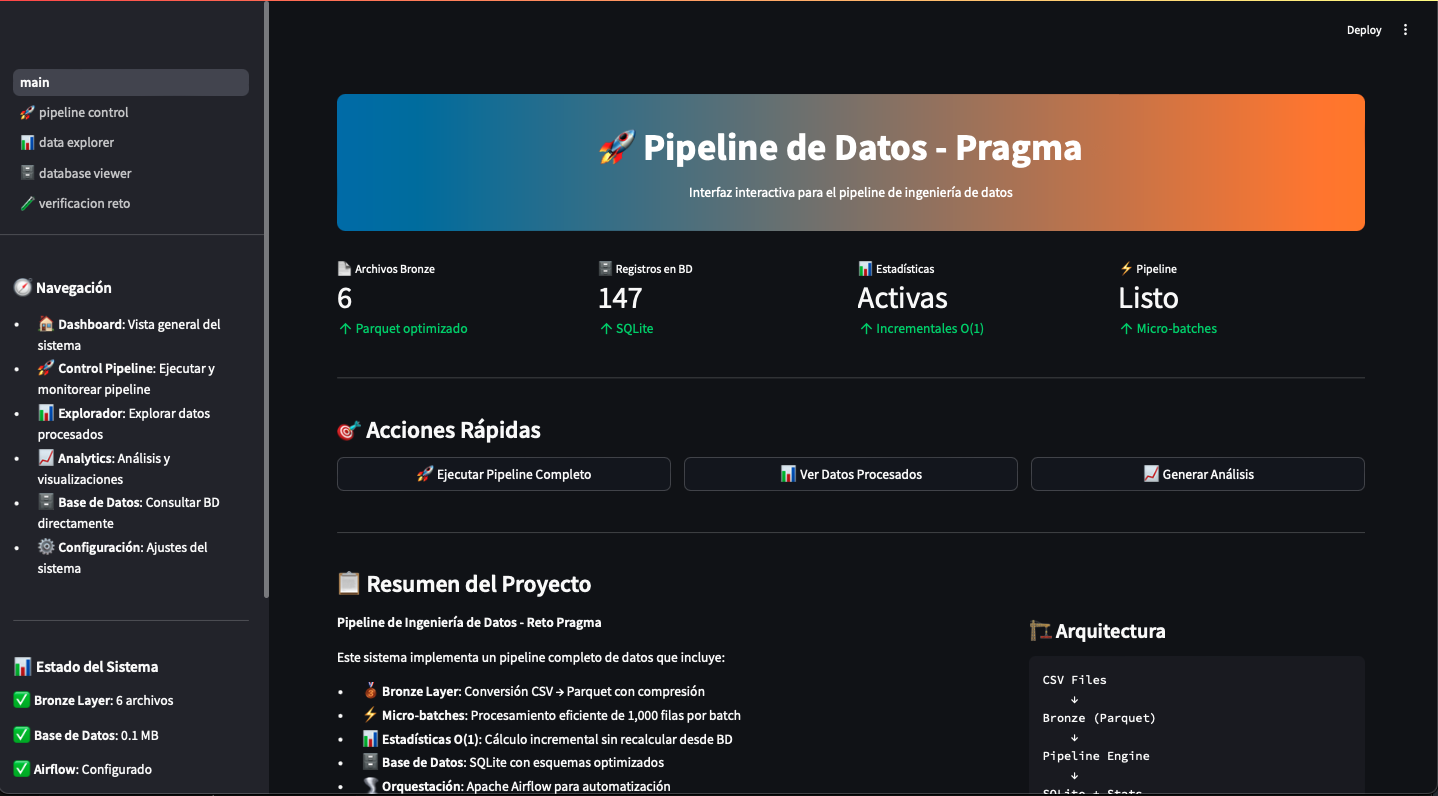 Deploy
main
pipeline control
data explorer
database viewer
verificacion reto
Navegación
Dashboard: Vista general del
sistema
Control Pipeline: Ejecutar y
monitorear pipeline
Explorador: Explorar datos
procesados
Analytics: Análisis y
visualizaciones
Base de Datos: Consultar BD
directamente
Configuración: Ajustes del
sistema
Estado del Sistema
Bronze Layer: 6 archivos
Base de Datos: 0.1 MB
Airflow: Configurado
Pipeline de Datos - Pragma
Interfaz interactiva para el pipeline de ingeniería de datos
Archivos Bronze
6
↑ Parquet optimizado
Registros en BD
147
↑ SQLite
Estadísticas
Activas
↑ Incrementales O(1)
Pipeline
Listo
↑ Micro-batches
Acciones Rápidas
Ejecutar Pipeline Completo
Ver Datos Procesados
Generar Análisis
Resumen del Proyecto
Pipeline de Ingeniería de Datos - Reto Pragma
Este sistema implementa un pipeline completo de datos que incluye:
Bronze Layer: Conversión CSV → Parquet con compresión
Micro-batches: Procesamiento eficiente de 1,000 filas por batch
Estadísticas O(1): Cálculo incremental sin recalcular desde BD
Base de Datos: SQLite con esquemas optimizados
Orquestación: Apache Airflow para automatización
Arquitectura
CSV Files
↓
Bronze (Parquet)
↓
Pipeline Engine
↓
SQLite + Stats